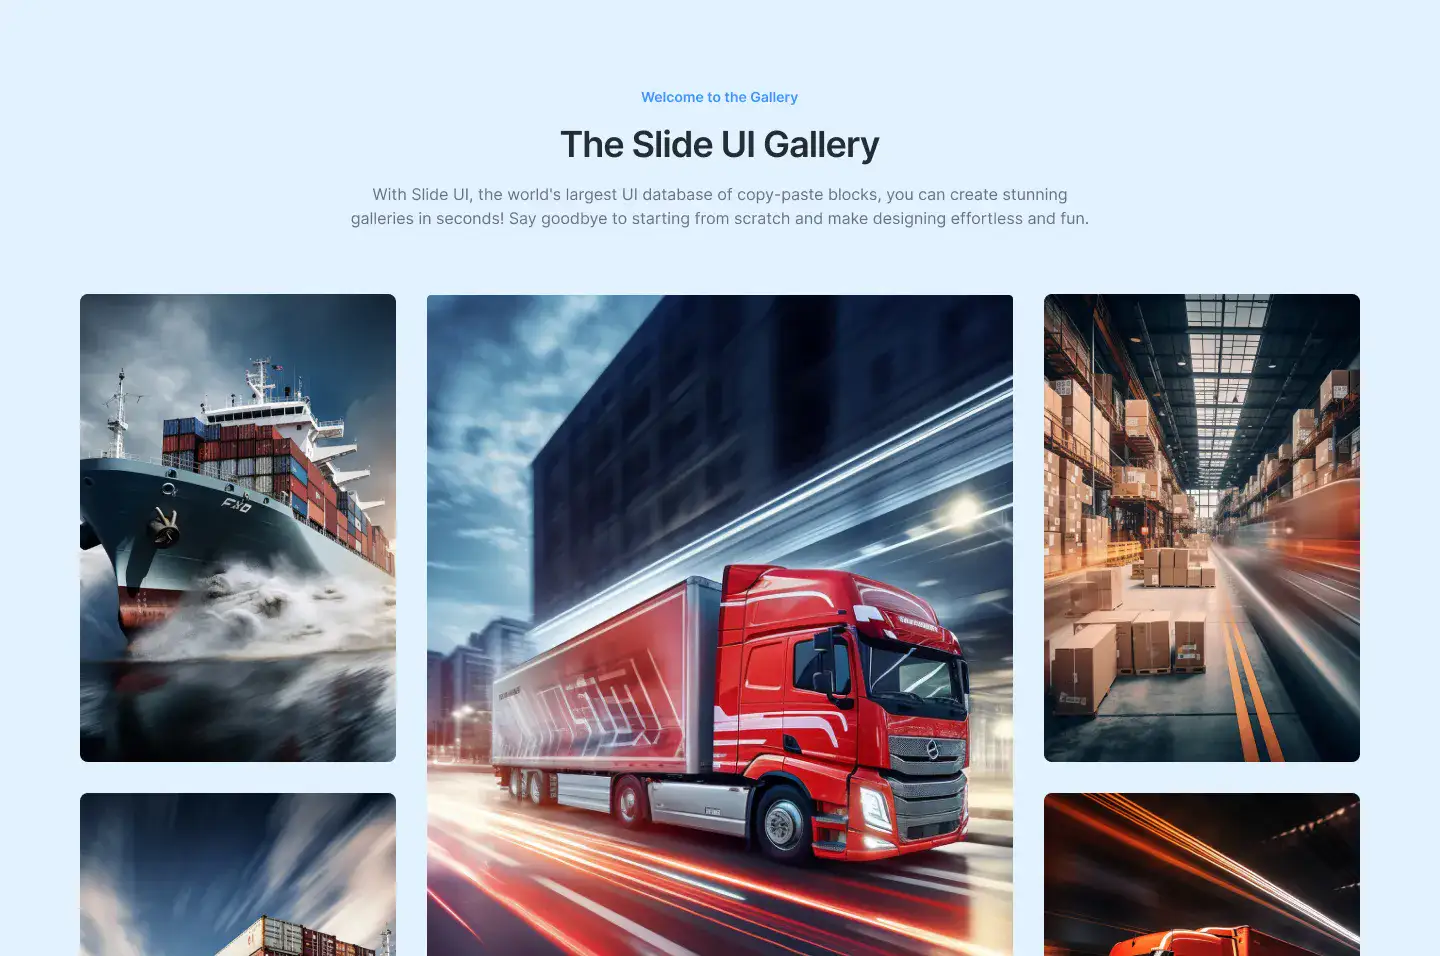 Welcome to the Gallery
The Slide UI Gallery
With Slide UI, the world's largest UI database of copy-paste blocks, you can create stunning
galleries in seconds! Say goodbye to starting from scratch and make designing effortless and fun.
FXO